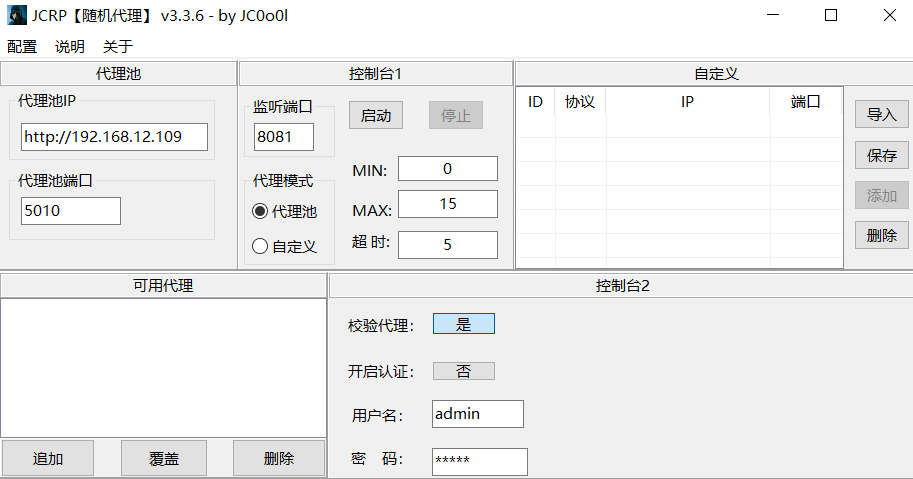 JCRP【随机代理】 v3.3.6 - by JC0o0l
配置 说明 关于
代理池
代理池IP
http://192.168.12.109
代理池端口
5010
控制台1
监听端口
8081
启动 停止
代理模式
代理池
自定义
MIN: 0
MAX: 15
超 时: 5
自定义
ID 协议 IP 端口
导入
保存
添加
删除
可用代理
追加 覆盖 删除
控制台2
校验代理: 是
开启认证: 否
用户名: admin
密 码: *****